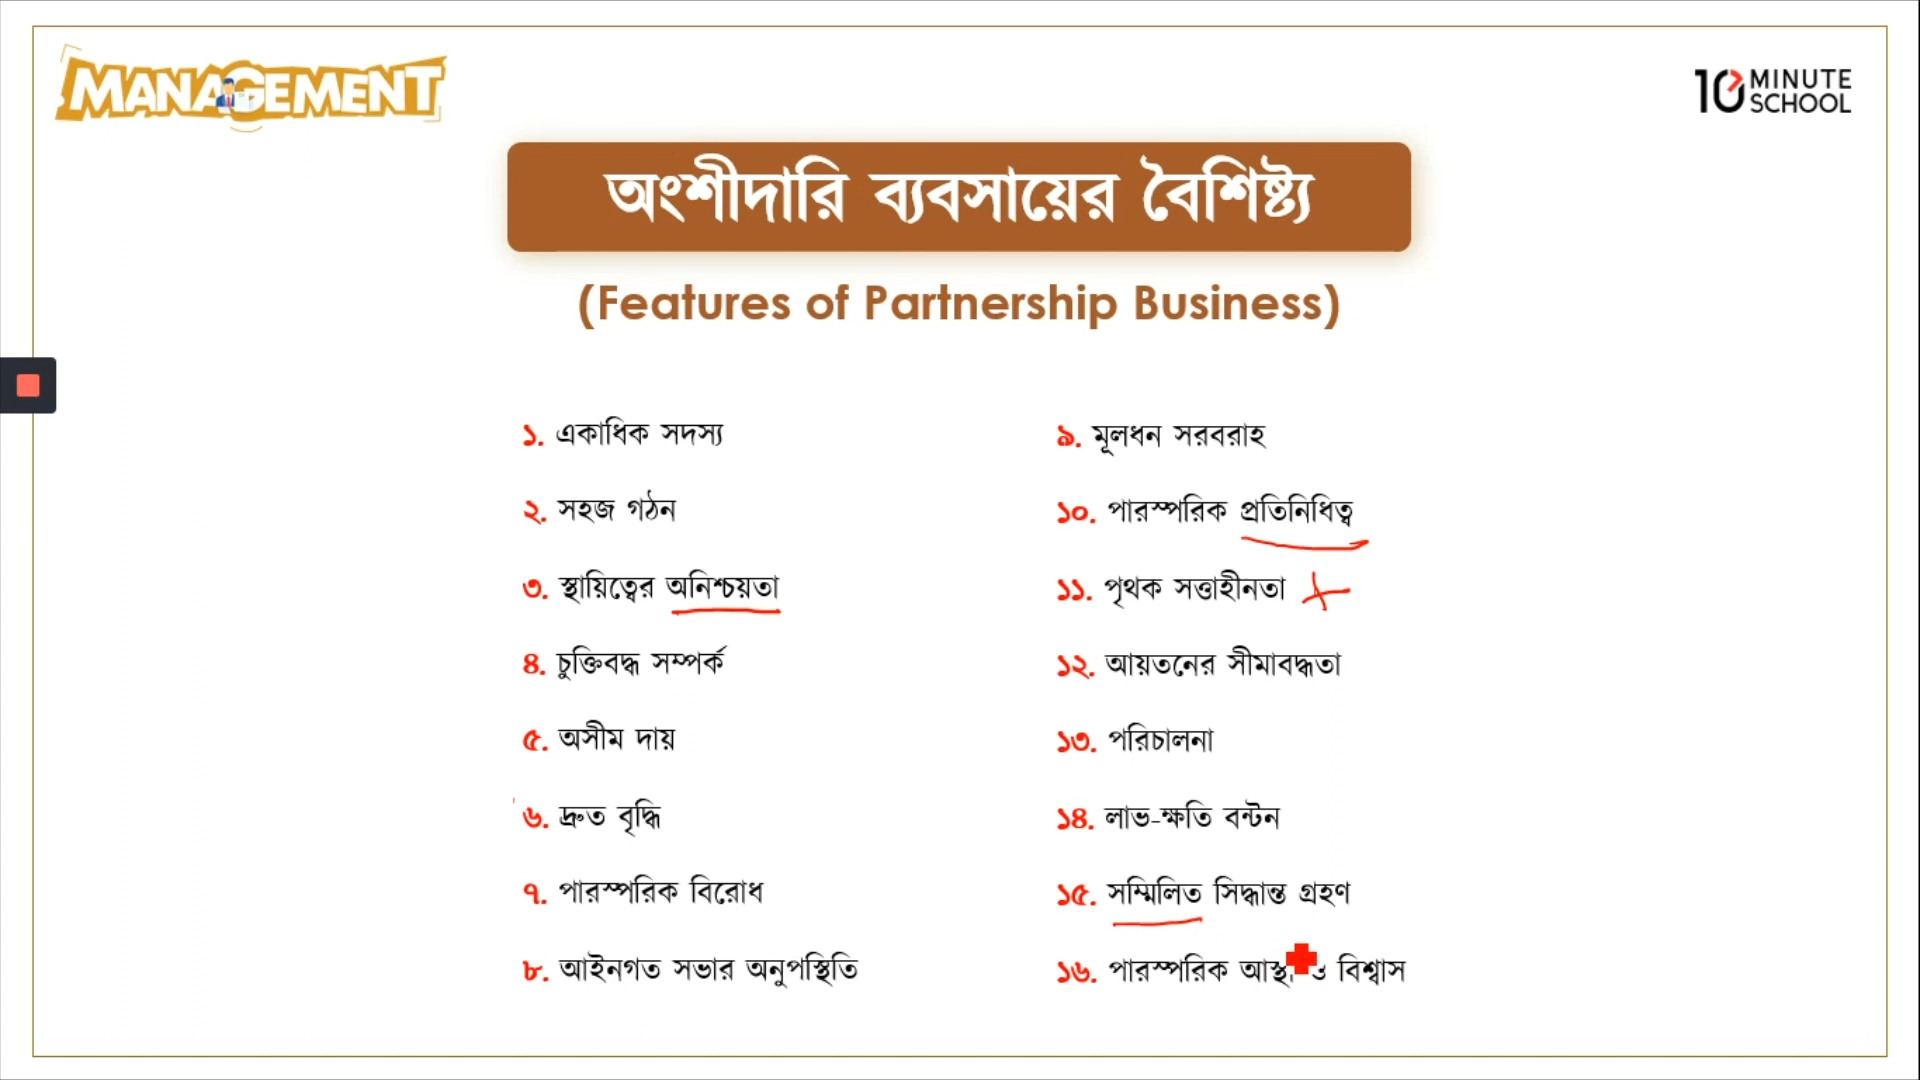 MANAGEMENT
10 MINUTE SCHOOL
অংশীদারি ব্যবসায়ের বৈশিষ্ট্য
(Features of Partnership Business)
১. একাধিক সদস্য
২. সহজ গঠন
৩. স্থায়িত্বের অনিশ্চয়তা
৪. চুক্তিবদ্ধ সম্পর্ক
৫. অসীম দায়
৬. দ্রুত বৃদ্ধি
৭. পারস্পরিক বিরোধ
৮. আইনগত সভার অনুপস্থিতি
৯. মূলধন সরবরাহ
১০. পারস্পরিক প্রতিনিধিত্ব
১১. পৃথক সত্তাহীনতা
১২. আয়তনের সীমাবদ্ধতা
১৩. পরিচালনা
১৪. লাভ-ক্ষতি বন্টন
১৫. সম্মিলিত সিদ্ধান্ত গ্রহণ
১৬. পারস্পরিক আস্থা ও বিশ্বাস